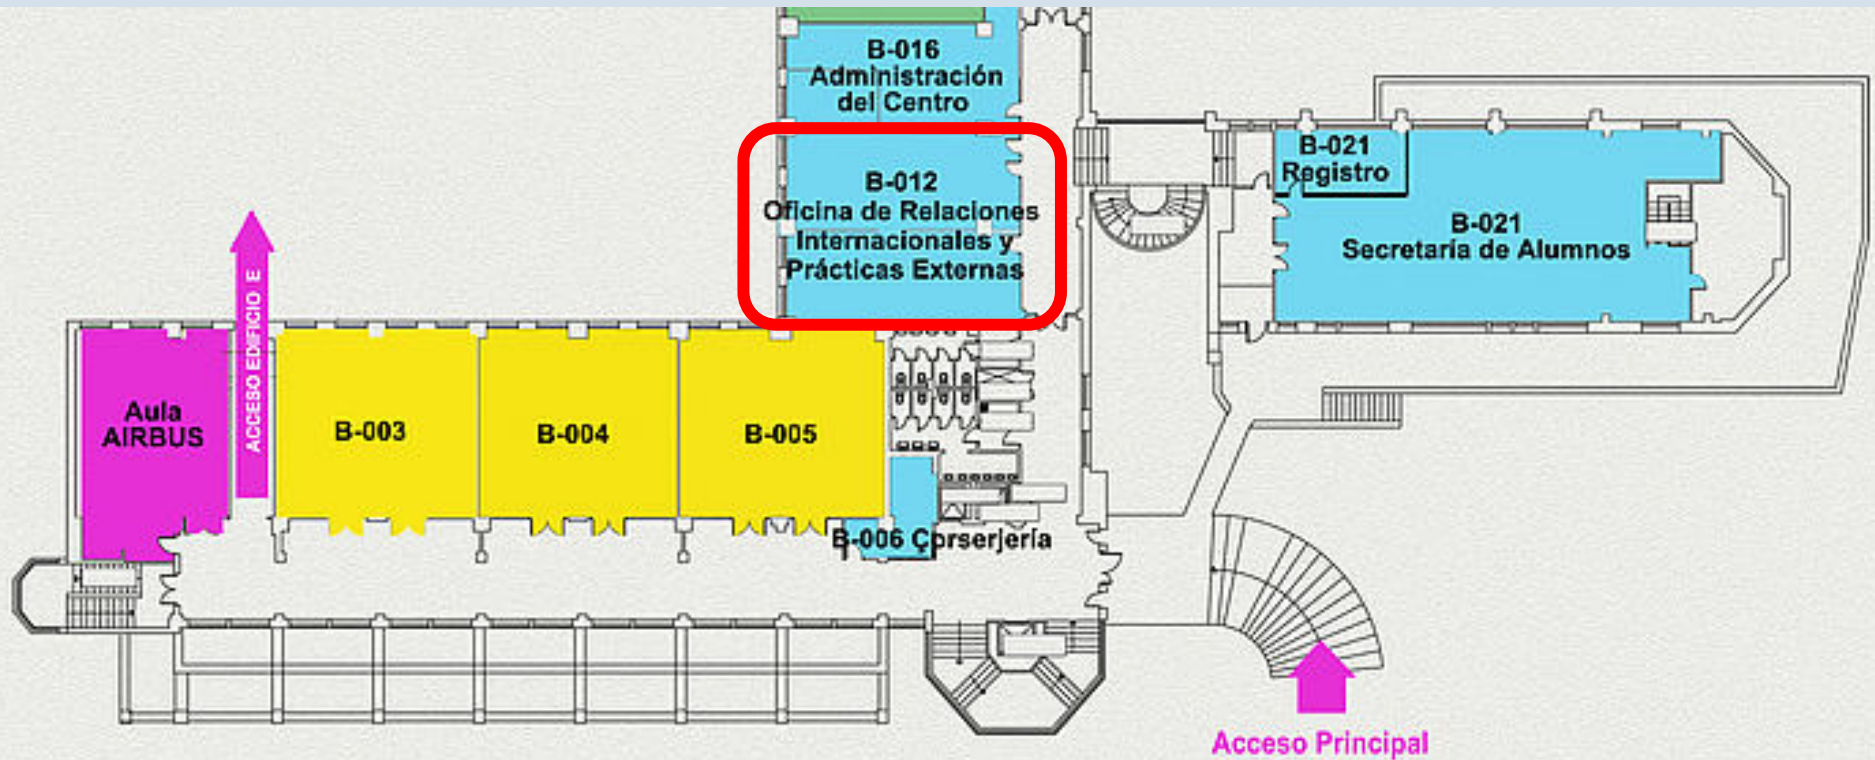 B-016
Administración
del Centro
B-012
Oficina de Relaciones
Internacionales y
Prácticas Externas
B-021
Registro
B-021
Secretaría de Alumnos
ACCESO EDIFICIO E
Aula
AIRBUS
B-003
B-004
B-005
B-006 Çorserjería
Acceso Principal